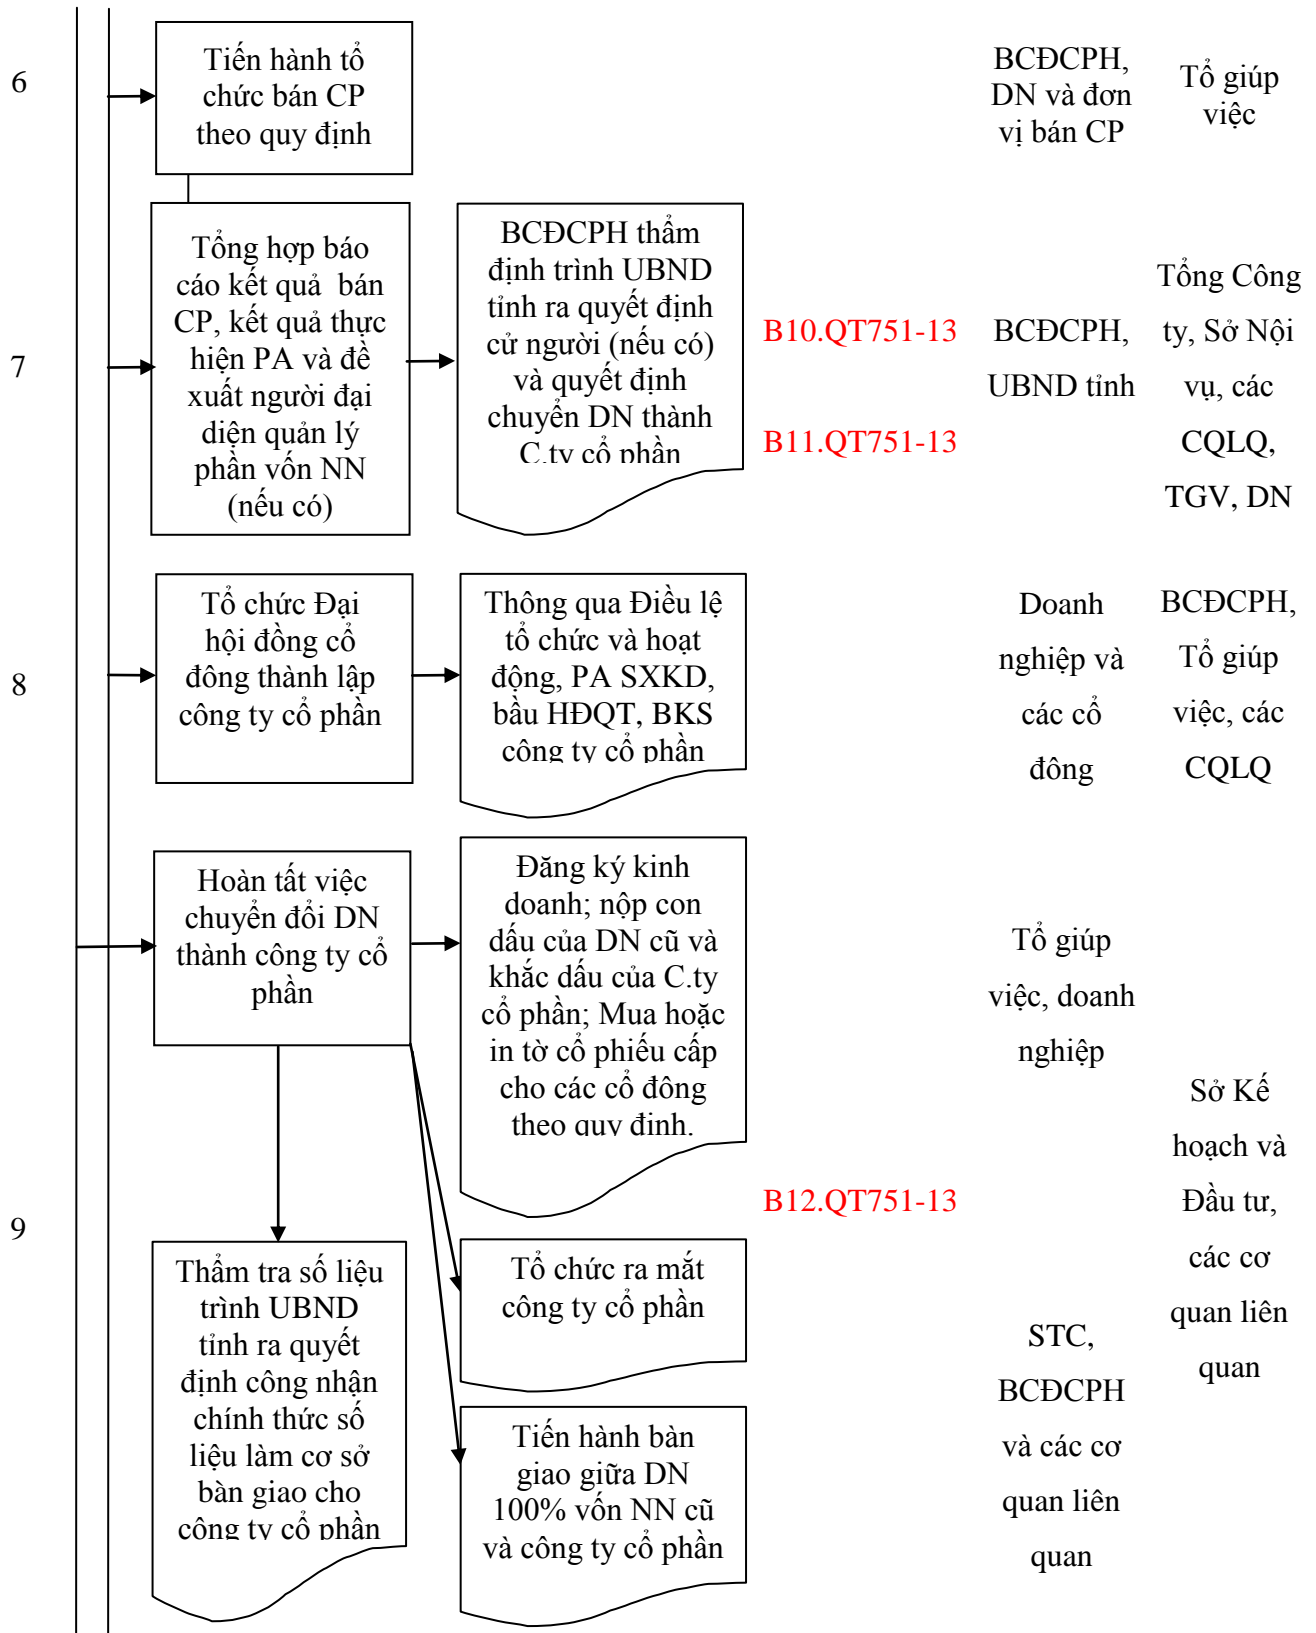 6
Tiến hành tổ
chức bán CP
theo quy định
BCĐCPH,
DN và đơn
vị bán CP
Tổ giúp
việc
7
Tổng hợp báo
cáo kết quả bán
CP, kết quả thực
hiện PA và đề
xuất người đại
diện quản lý
phần vốn NN
(nếu có)
BCĐCPH thẩm
định trình UBND
tỉnh ra quyết định
cử người (nếu có)
và quyết định
chuyển DN thành
C.ty cổ phần
B10.QT751-13
B11.QT751-13
BCĐCPH,
UBND tỉnh
Tổng Công
ty, Sở Nội
vụ, các
CQLQ,
TGV, DN
8
Tổ chức Đại
hội đồng cổ
đông thành lập
công ty cổ phần
Thông qua Điều lệ
tổ chức và hoạt
động, PA SXKD,
bầu HĐQT, BKS
công ty cổ phần
Doanh
nghiệp và
các cổ
đông
BCĐCPH,
Tổ giúp
việc, các
CQLQ
9
Hoàn tất việc
chuyển đổi DN
thành công ty cổ
phần
Đăng ký kinh
doanh; nộp con
dấu của DN cũ và
khắc dấu của C.ty
cổ phần; Mua hoặc
in tờ cổ phiếu cấp
cho các cổ đông
theo quy định.
Thẩm tra số liệu
trình UBND
tỉnh ra quyết
định công nhận
chính thức số
liệu làm cơ sở
bàn giao cho
công ty cổ phần
Tổ chức ra mắt
công ty cổ phần
Tiến hành bàn
giao giữa DN
100% vốn NN cũ
và công ty cổ phần
B12.QT751-13
Tổ giúp
việc, doanh
nghiệp
STC,
BCĐCPH
và các cơ
quan liên
quan
Sở Kế
hoạch và
Đầu tư,
các cơ
quan liên
quan